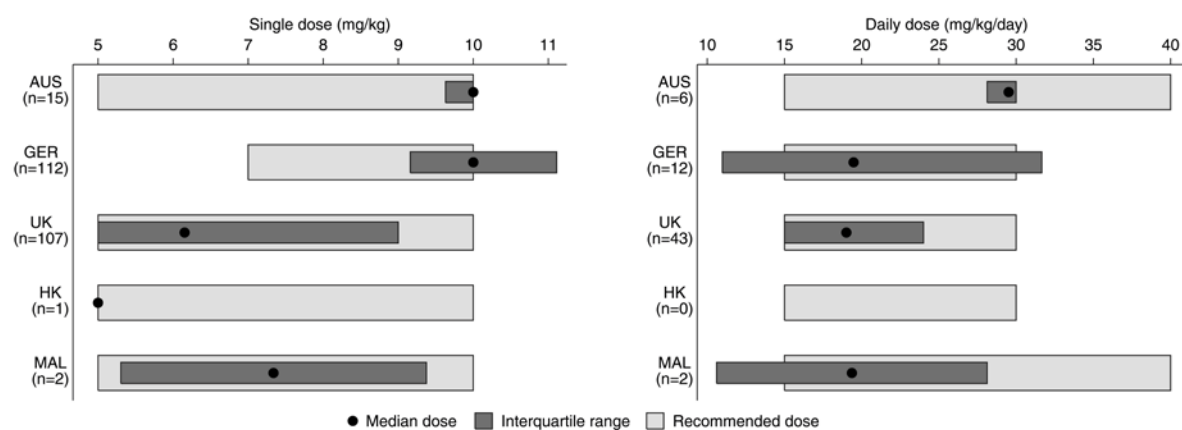 Single dose (mg/kg)
5 6 7 8 9 10 11
AUS
(n=15)
GER
(n=112)
UK
(n=107)
HK
(n=1)
MAL
(n=2)
Daily dose (mg/kg/day)
10 15 20 25 30 35 40
AUS
(n=6)
GER
(n=12)
UK
(n=43)
HK
(n=0)
MAL
(n=2)
Median dose Interquartile range Recommended dose